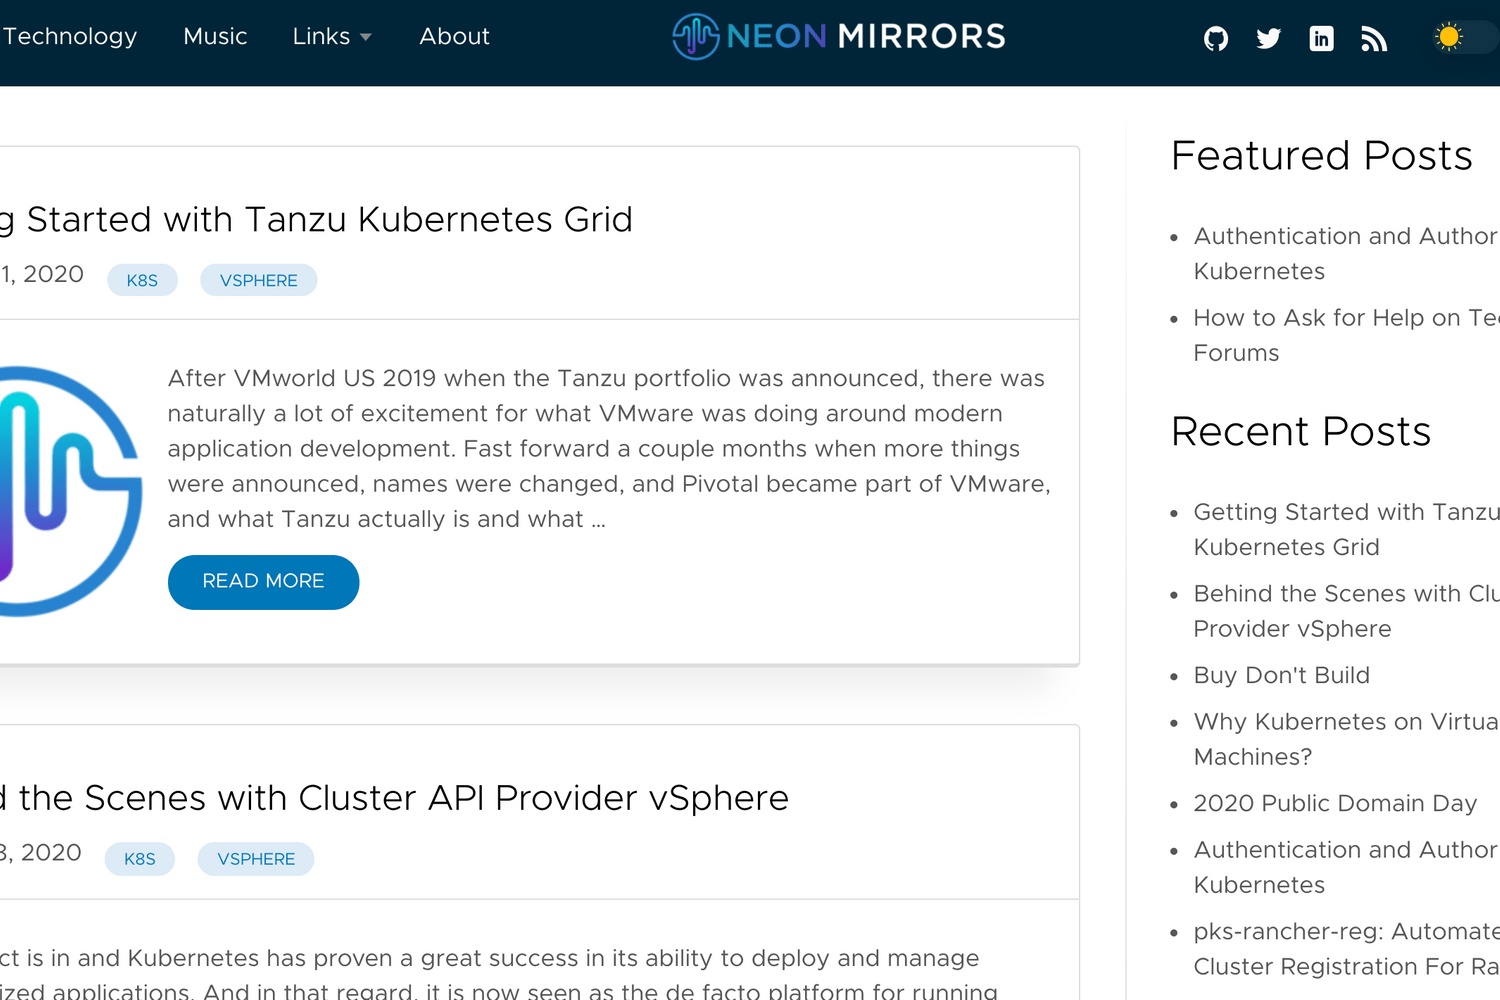 Technology Music Links About NEON MIRRORS
g Started with Tanzu Kubernetes Grid
1, 2020 K8S VSPHERE
After VMworld US 2019 when the Tanzu portfolio was announced, there was
naturally a lot of excitement for what VMware was doing around modern
application development. Fast forward a couple months when more things
were announced, names were changed, and Pivotal became part of VMware,
and what Tanzu actually is and what ...
READ MORE
d the Scenes with Cluster API Provider vSphere
3, 2020 K8S VSPHERE
ct is in and Kubernetes has proven a great success in its ability to deploy and manage
ized applications. And in that regard, it is now seen as the de facto platform for running
Featured Posts
Authentication and Author
Kubernetes
How to Ask for Help on Tec
Forums
Recent Posts
Getting Started with Tanzu
Kubernetes Grid
Behind the Scenes with Clu
Provider vSphere
Buy Don't Build
Why Kubernetes on Virtua
Machines?
2020 Public Domain Day
Authentication and Author
Kubernetes
pks-rancher-reg: Automate
Cluster Registration For Ra